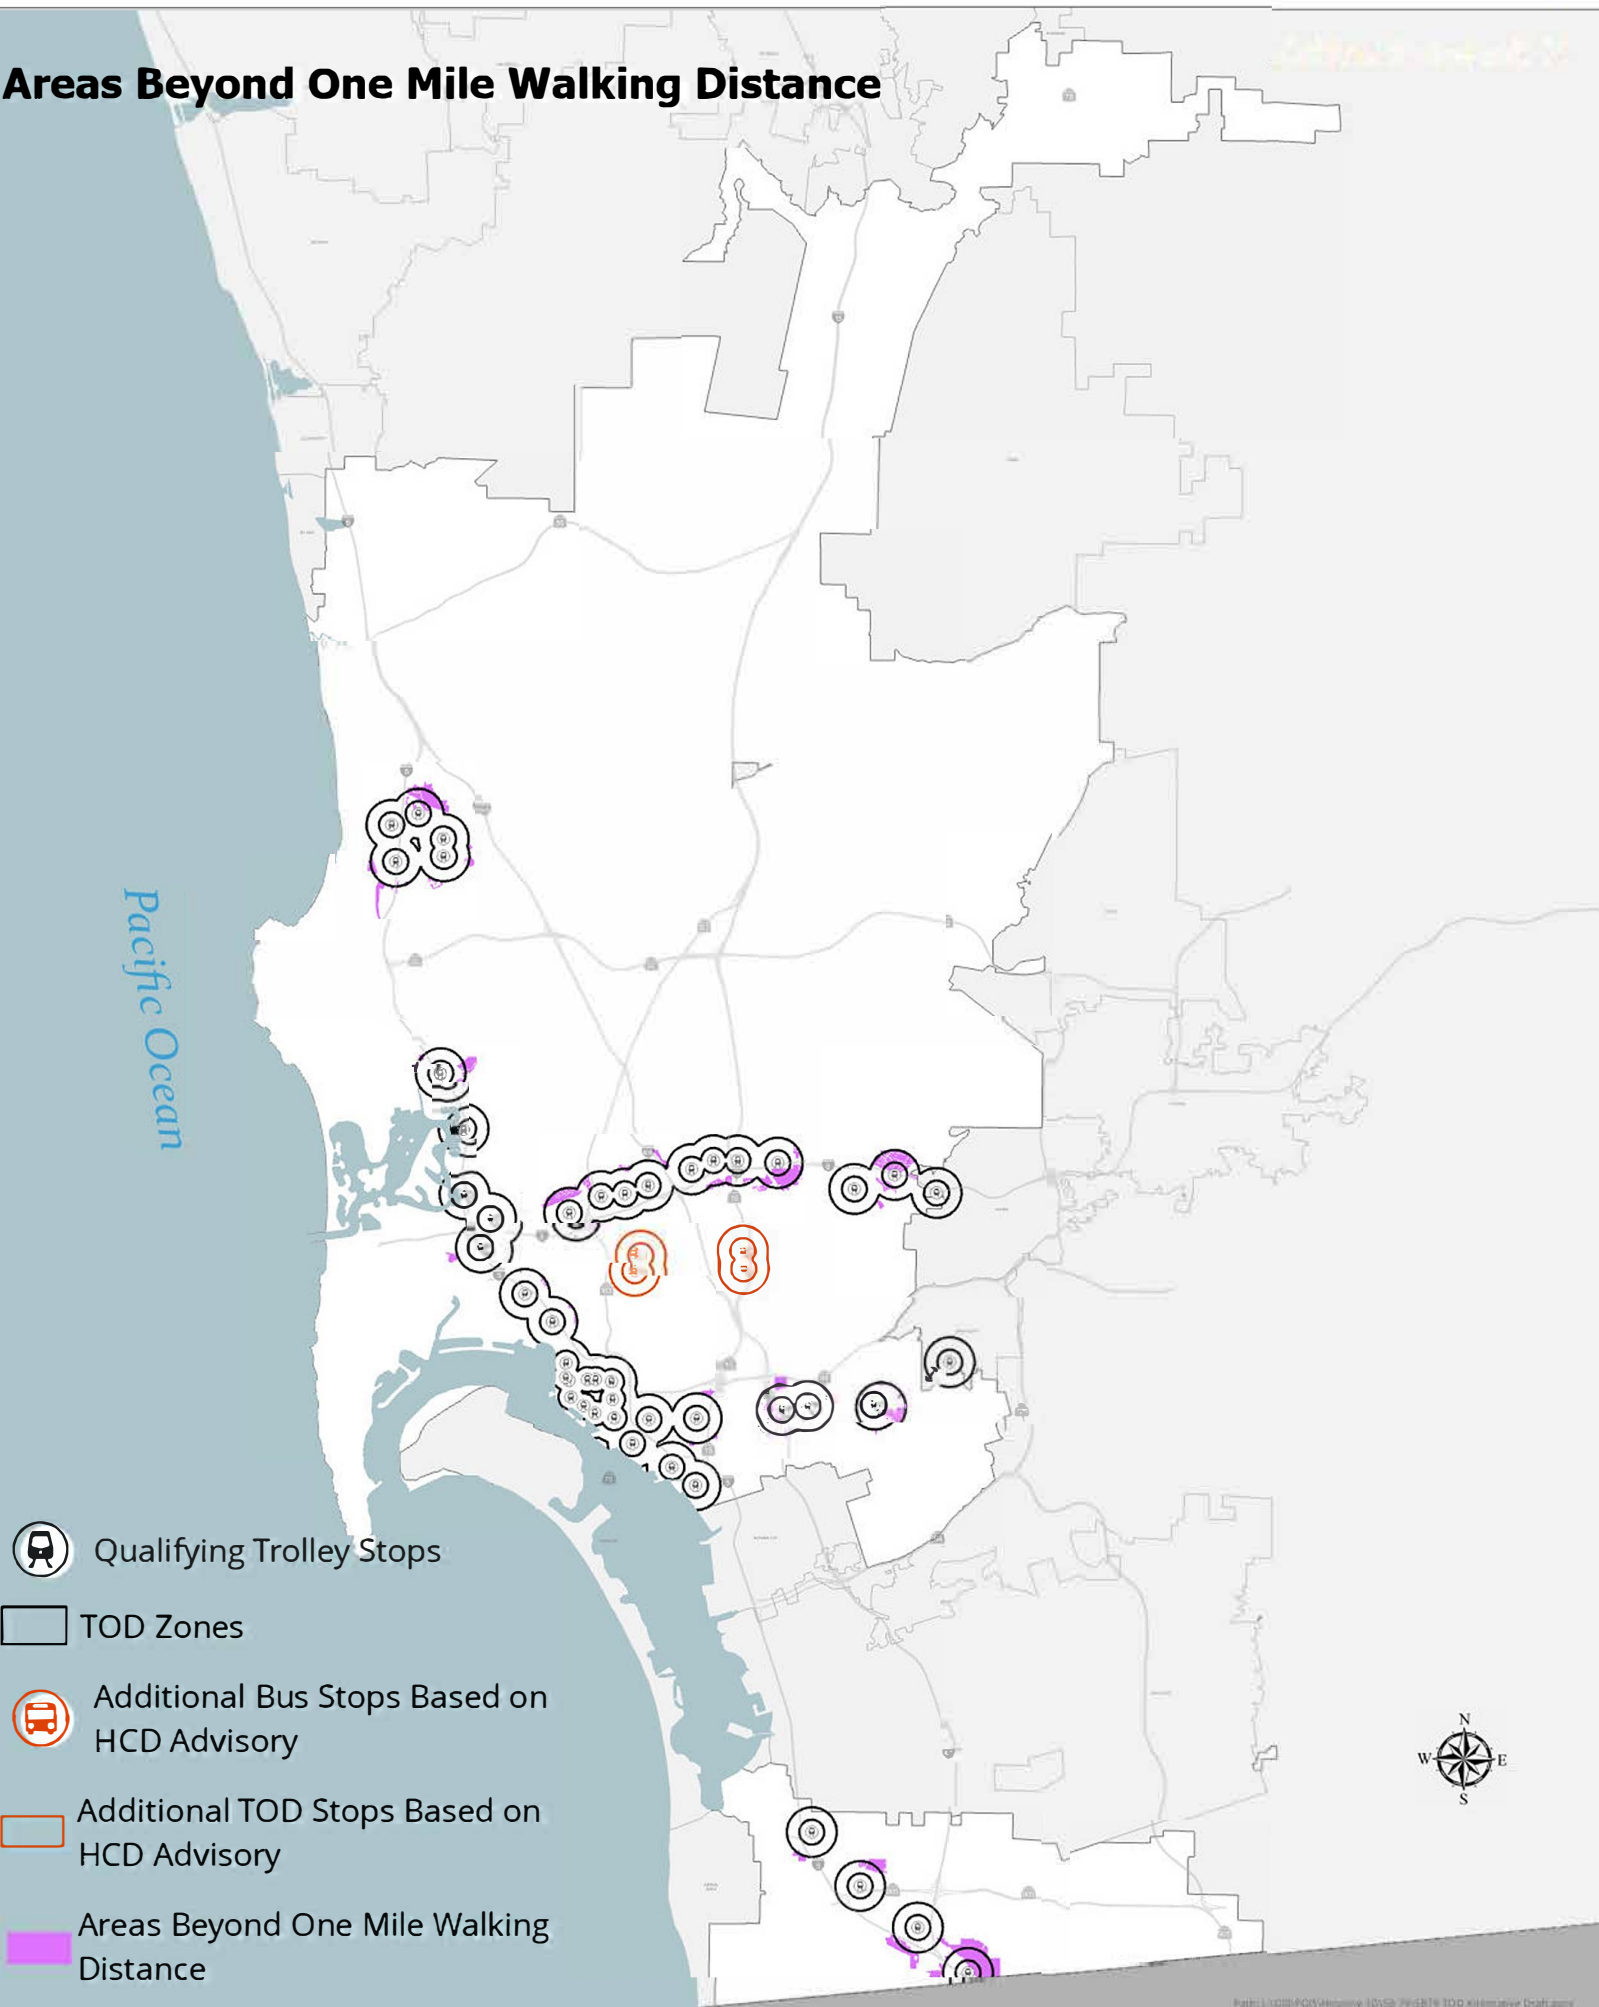 Areas Beyond One Mile Walking Distance
Pacific Ocean
Qualifying Trolley Stops
TOD Zones
Additional Bus Stops Based on
HCD Advisory
Additional TOD Stops Based on
HCD Advisory
Areas Beyond One Mile Walking
Distance
N
W
E
S